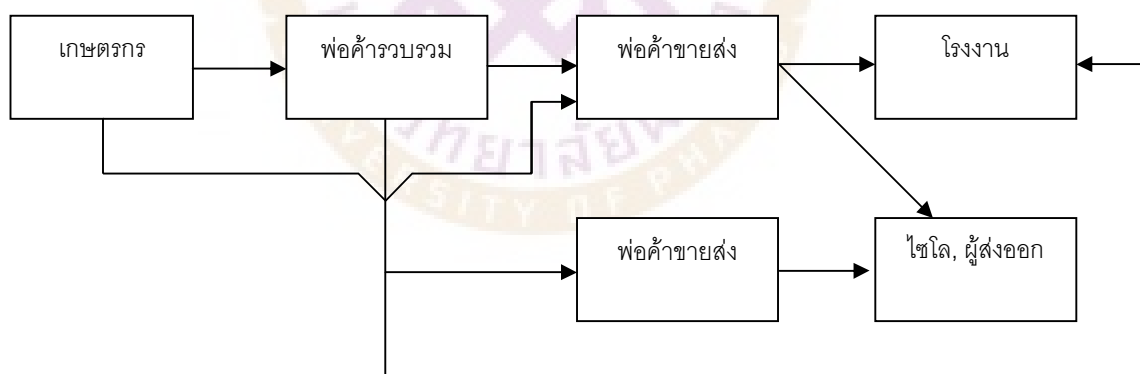 เกษตรกร
พ่อค้ารวบรวม
พ่อค้าขายส่ง
โรงงาน
พ่อค้าขายส่ง
ไซโล, ผู้ส่งออก